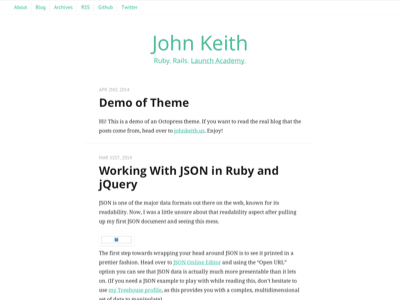 About Blog Archives RSS Github Twitter
John Keith
Ruby, Rails. Launch Academy.
APR 2ND, 2014
Demo of Theme
Hi! This is a demo of an Octopress theme. If you want to read the real blog that the
posts come from, head over to johnkeith.us. Enjoy!
MAR 31ST, 2014
Working With JSON in Ruby and
jQuery
JSON is one of the major data formats out there on the web, known for its
readability. Now, I was a little unsure about that readability aspect after pulling
up my first JSON document and seeing this mess.
The first step towards wrapping your head around JSON is to see it printed in a
prettier fashion. Head over to JSON Online Editor and using the “Open URL”
option you can see that JSON data is actually much more presentable than it lets
on. (If you need a JSON example to play with while reading this, don't hesitate to
use my Treehouse profile, as this provides you with a complex, multidimensional
set of data to manipulate)